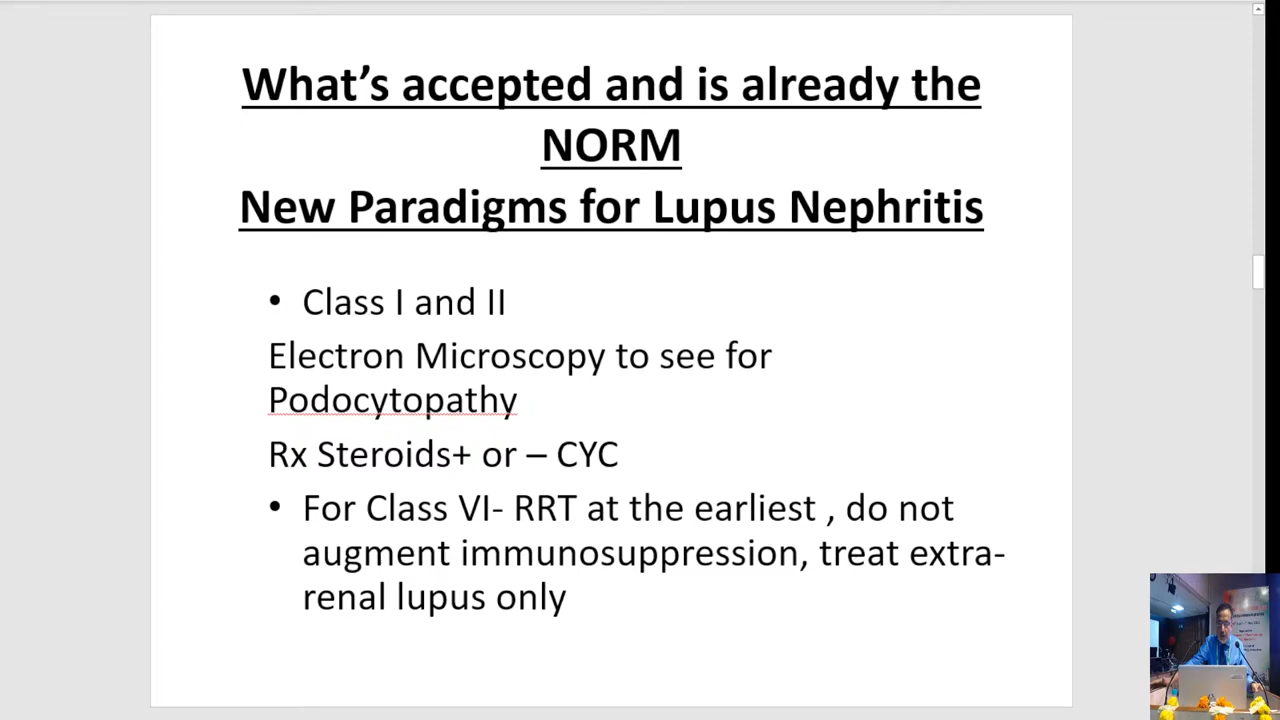 What’s accepted and is already the
NORM
New Paradigms for Lupus Nephritis
• Class I and II
Electron Microscopy to see for
Podocytopathy
Rx Steroids+ or – CYC
• For Class VI- RRT at the earliest , do not
augment immunosuppression, treat extra-
renal lupus only